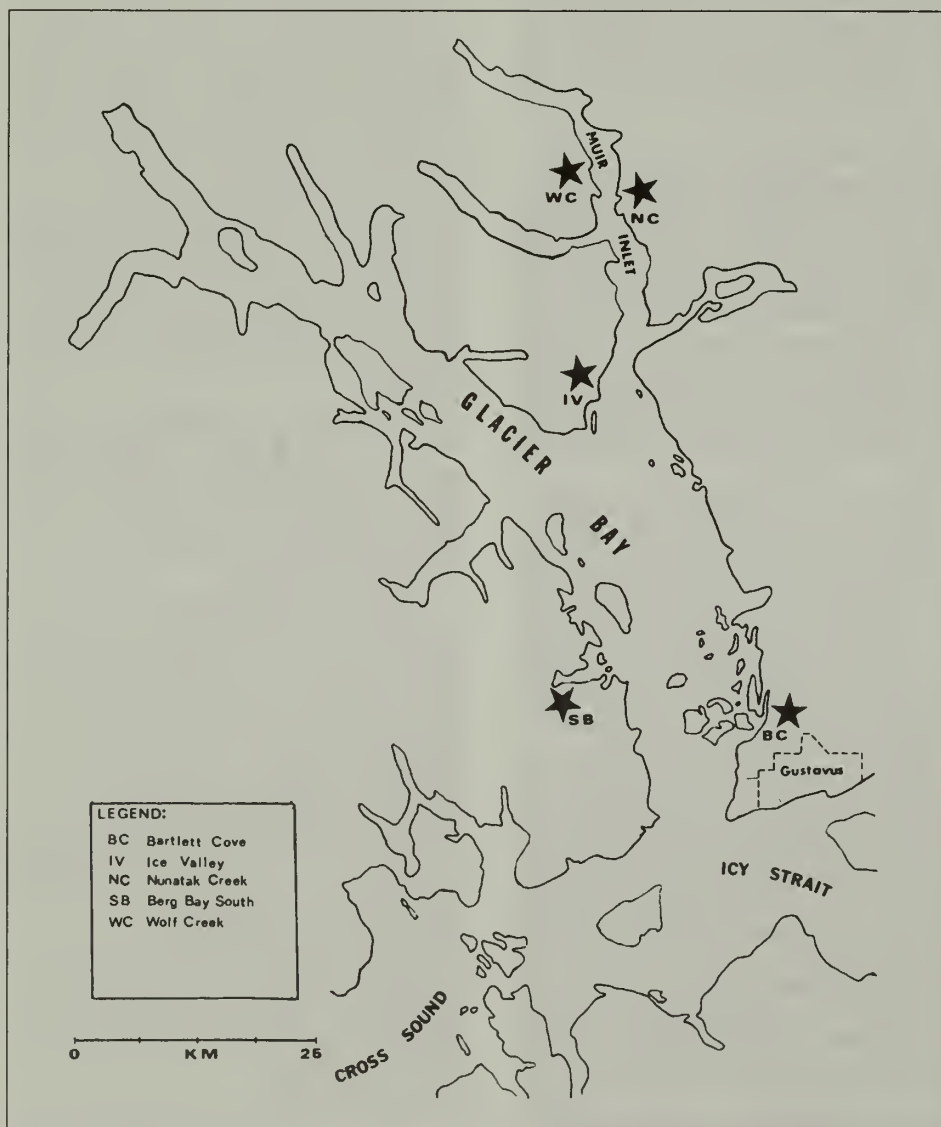 MUIR
WC
NC
INLET
IV
GLACIER
BAY
SB
BC
Gustavus
LEGEND:
BC Bartlett Cove
IV Ice Valley
NC Nunatak Creek
SB Berg Bay South
WC Wolf Creek
ICY STRAIT
CROSS SOUND
0 KM 25